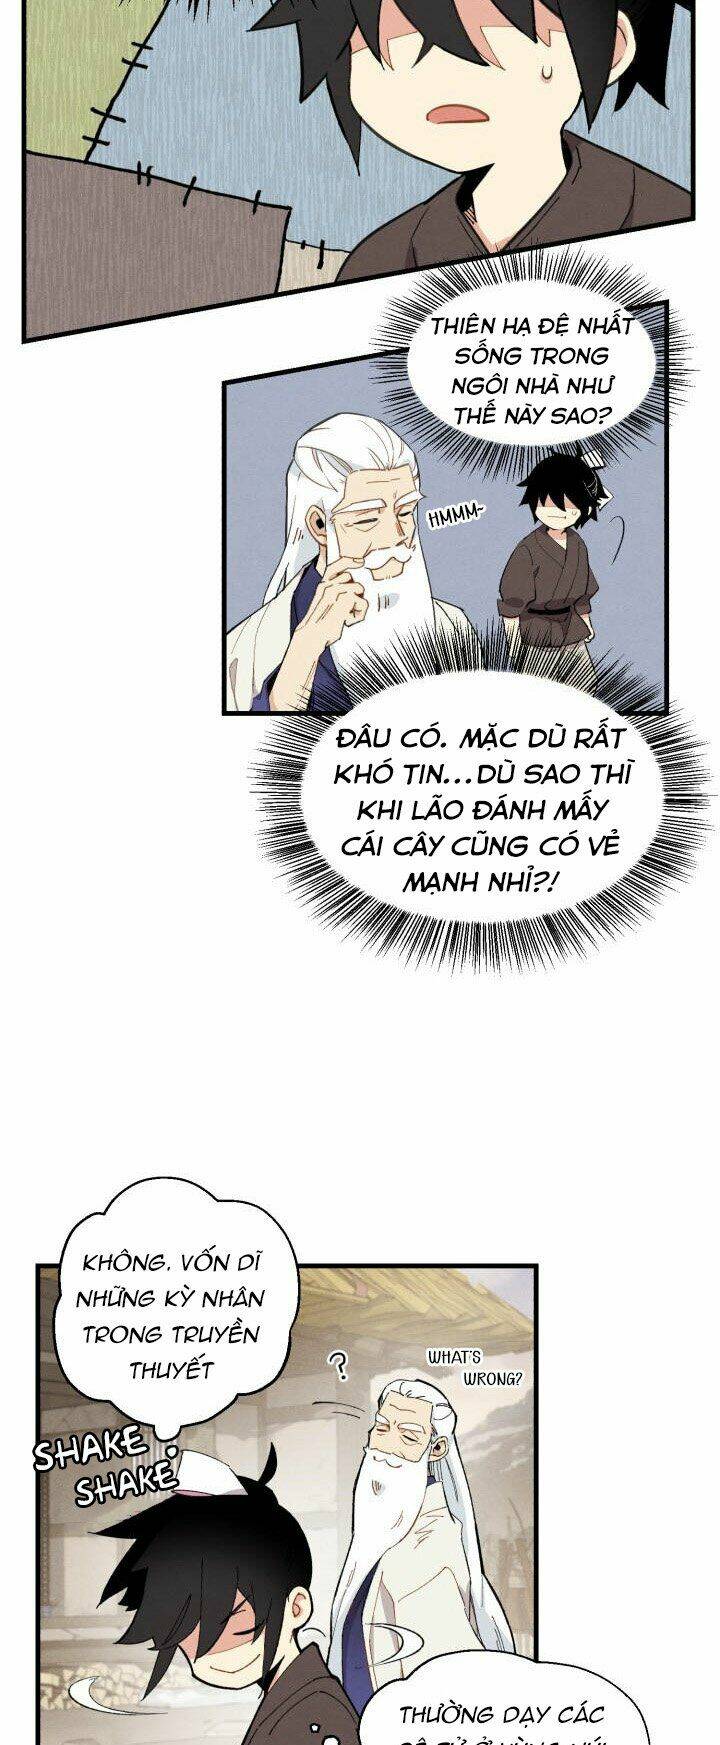 THIÊN HẠ ĐỆ NHẤT
SỐNG TRONG
NGÔI NHÀ NHƯ
THẾ NÀY SAO?
HMMM~
ĐÂU CÓ. MẶC DÙ RẤT
KHÓ TIN...DÙ SAO THÌ
KHI LÃO ĐÁNH MẤY
CÁI CÂY CŨNG CÓ VẺ
MẠNH NHỈ?!
KHÔNG, VỐN DĨ
NHỮNG KỲ NHÂN
TRONG TRUYỀN
THUYẾT
?
WHAT'S
WRONG?
SHAKE
SHAKE
THƯỜNG DẠY CÁC